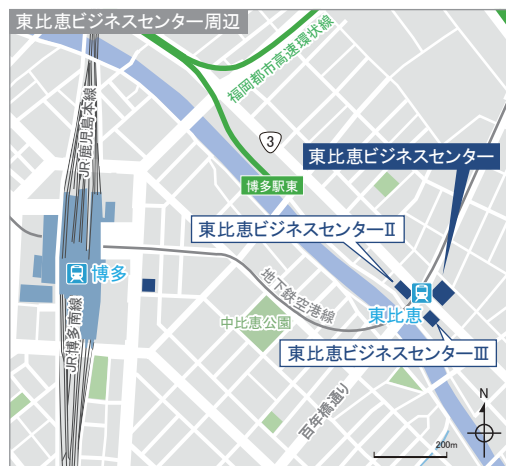 東比恵ビジネスセンター周辺
JR鹿児島本線
福岡都市高速環状線
3
東比恵ビジネスセンター
博多駅東
東比恵ビジネスセンターII
博多
地下鉄空港線
東比恵
中比恵公園
JR博多南線
東比恵ビジネスセンターIII
百年橋通り
N
200m